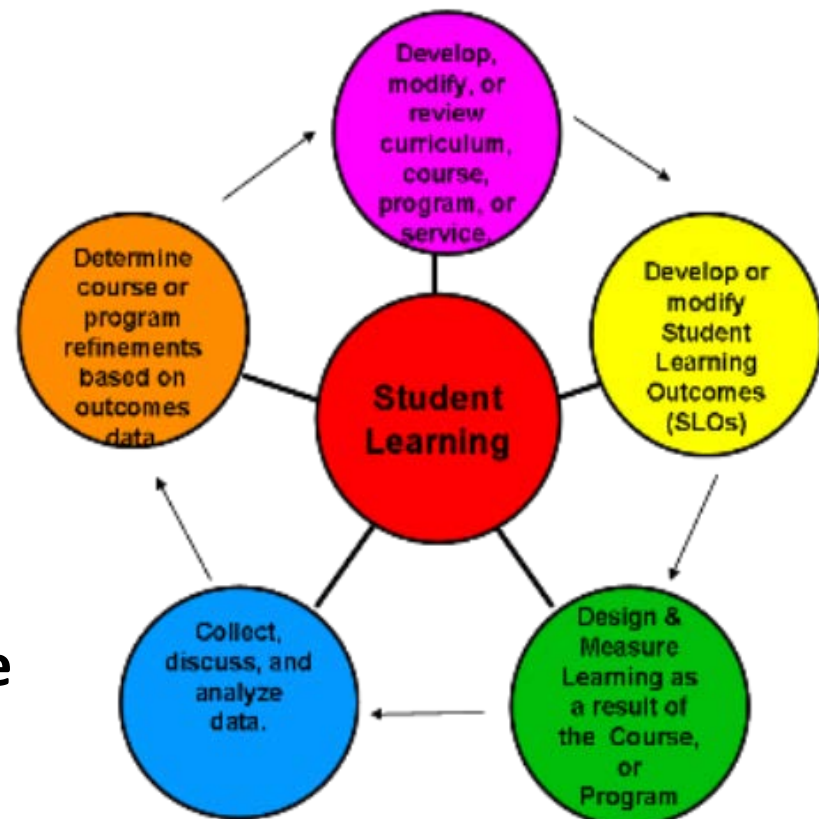 Develop,
modify, or
review
curriculum,
course,
program, or
service.
Develop or
modify
Student
Learning
Outcomes
(SLOs)
Design &
Measure
Learning as
a result of
the Course,
or
Program
Collect,
discuss, and
analyze
data.
Determine
course or
program
refinements
based on
outcomes
data
Student
Learning
e